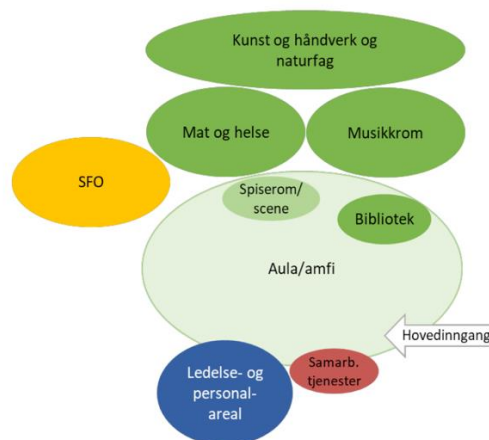 Kunst og håndverk og
naturfag
Mat og helse
Musikkrom
SFO
Spiserom/
scene
Bibliotek
Aula/amfi
Hovedinngang
Ledelse- og
personal-
areal
Samarb.
tjenester